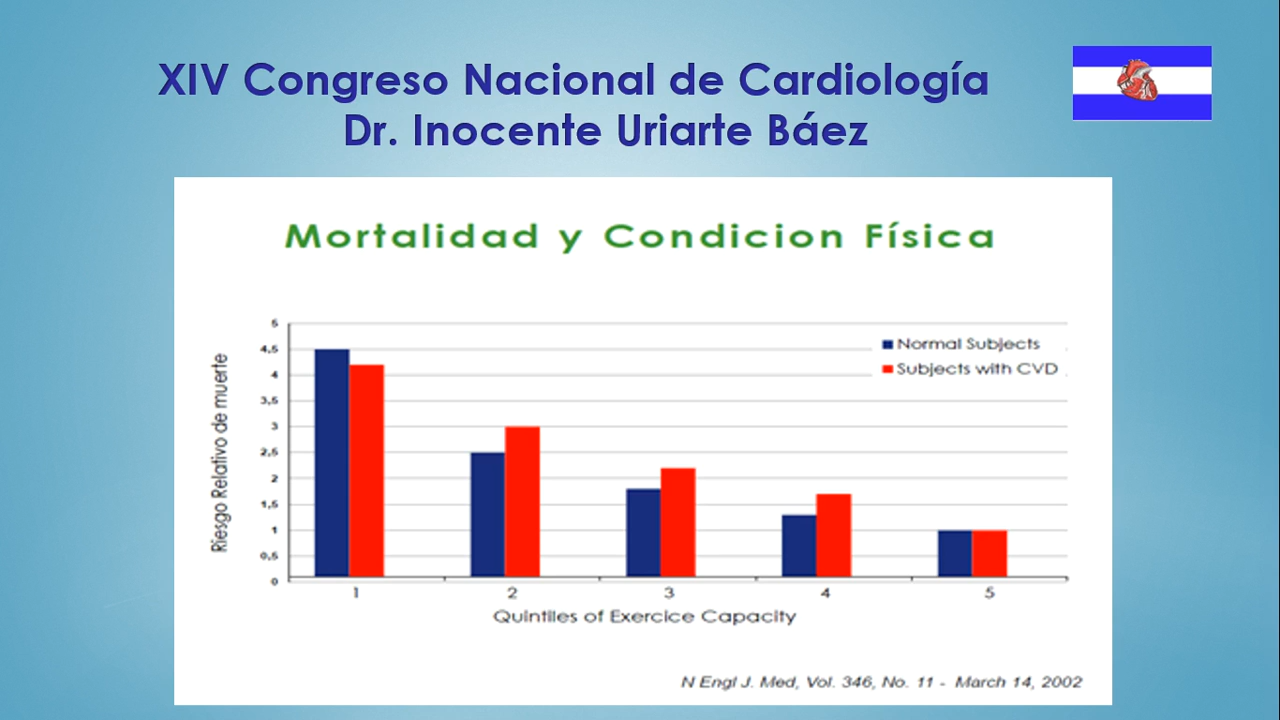 XIV Congreso Nacional de Cardiología
Dr. Inocente Uriarte Báez
Mortalidad y Condicion Física
Riesgo Relativo de muerte
5
4,5
4
3,5
3
2,5
2
1,5
1
0,5
0
Normal Subjects
Subjects with CVD
1 2 3 4 5
Quintiles of Exercice Capacity
N Engl J. Med, Vol. 346, No. 11 - March 14, 2002